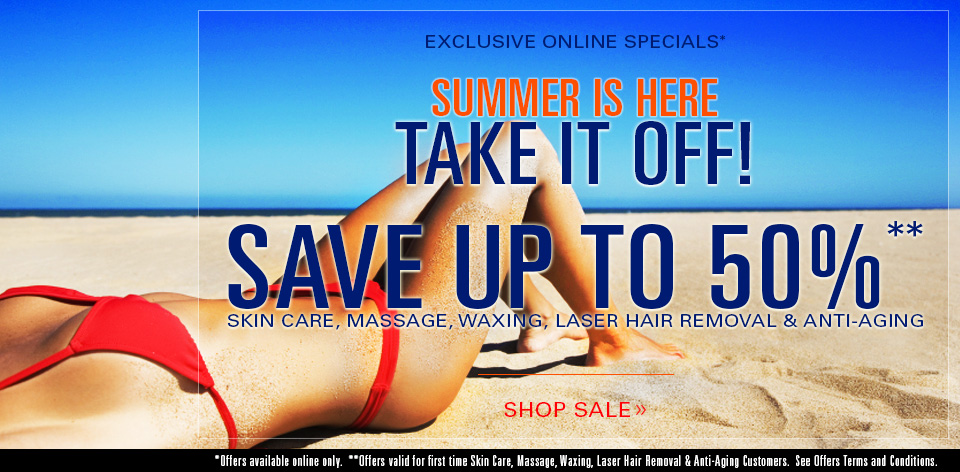 EXCLUSIVE ONLINE SPECIALS*
SUMMER IS HERE
TAKE IT OFF!
SAVE UP TO 50%**
SKIN CARE, MASSAGE, WAXING, LASER HAIR REMOVAL & ANTI-AGING
SHOP SALE »
*Offers available online only. **Offers valid for first time Skin Care, Massage, Waxing, Laser Hair Removal & Anti-Aging Customers. See Offers Terms and Conditions.